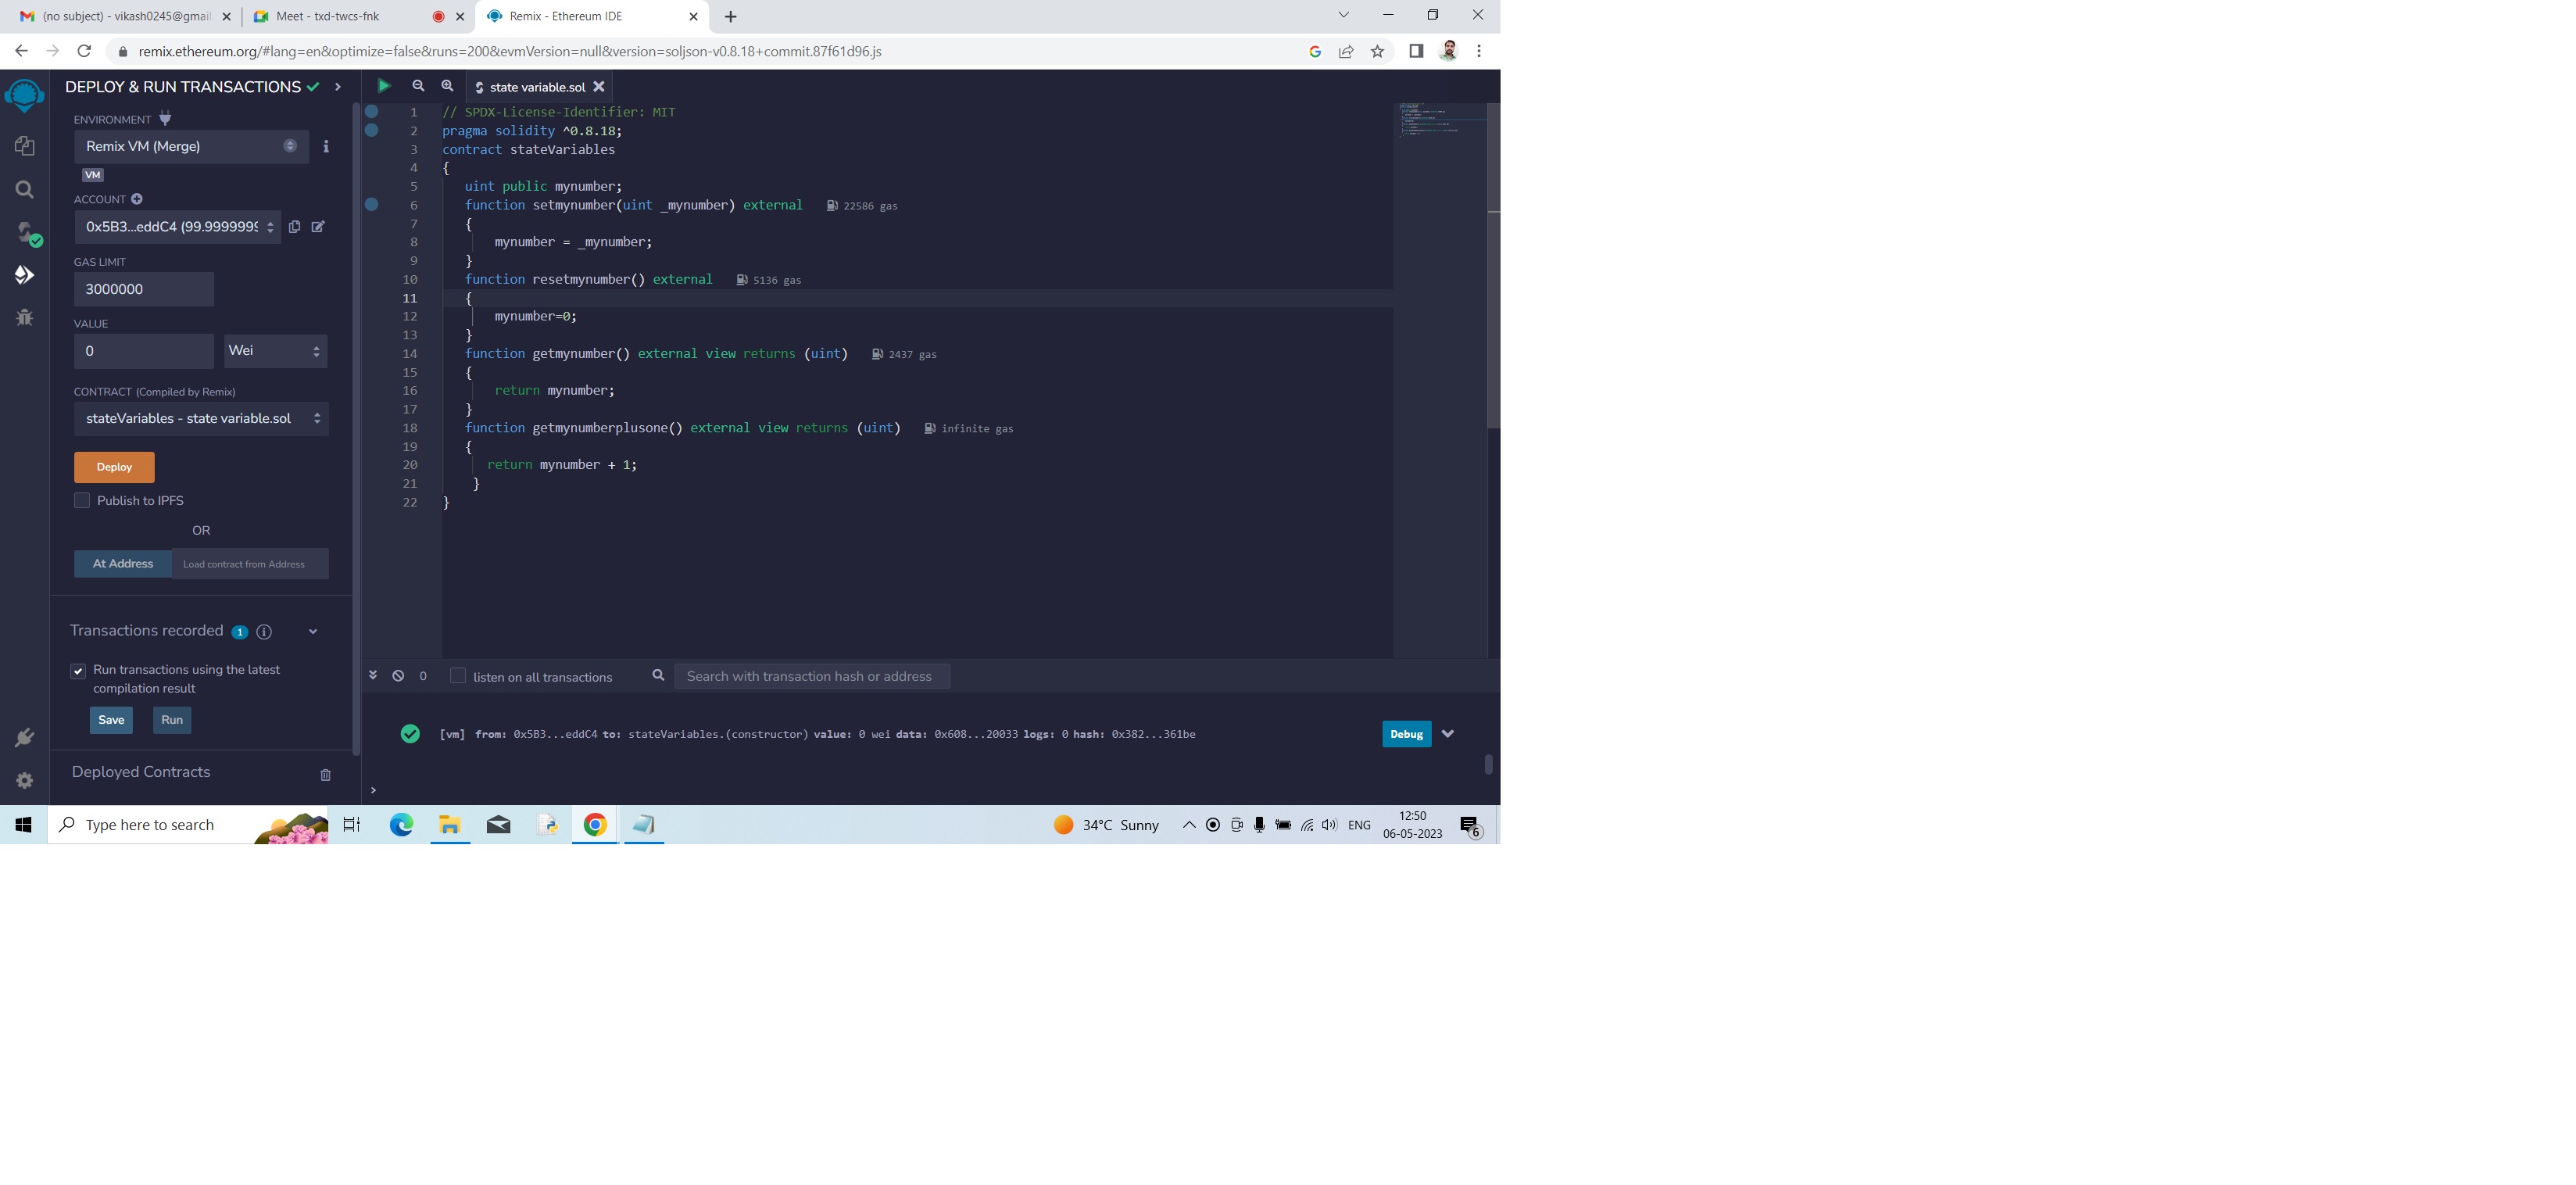 (no subject) - vikash0245@gmail
Meet - txd-twcs-fnk
Remix - Ethereum IDE
remix.ethereum.org/#lang=en&optimize=false&runs=200&evmVersion=null&version=soljson-v0.8.18+commit.87f61d96.js
DEPLOY & RUN TRANSACTIONS
ENVIRONMENT
Remix VM (Merge)
VM
ACCOUNT
0x5B3...eddC4 (99.9999999
GAS LIMIT
3000000
VALUE
0
Wei
CONTRACT (Compiled by Remix)
stateVariables - state variable.sol
Deploy
Publish to IPFS
OR
At Address
Load contract from Address
Transactions recorded 1
Run transactions using the latest
compilation result
Save
Run
Deployed Contracts
state variable.sol
1 // SPDX-License-Identifier: MIT
2 pragma solidity ^0.8.18;
3 contract stateVariables
4 {
5 uint public mynumber;
6 function setmynumber(uint _mynumber) external 22586 gas
7 {
8 mynumber = _mynumber;
9 }
10 function resetmynumber() external 5136 gas
11 {
12 mynumber=0;
13 }
14 function getmynumber() external view returns (uint) 2437 gas
15 {
16 return mynumber;
17 }
18 function getmynumberplusone() external view returns (uint) infinite gas
19 {
20 return mynumber + 1;
21 }
22 }
0
listen on all transactions
Search with transaction hash or address
[vm] from: 0x5B3...eddC4 to: stateVariables.(constructor) value: 0 wei data: 0x608...20033 logs: 0 hash: 0x382...361be
Debug
>
Type here to search
34°C Sunny
ENG
12:50
06-05-2023
6